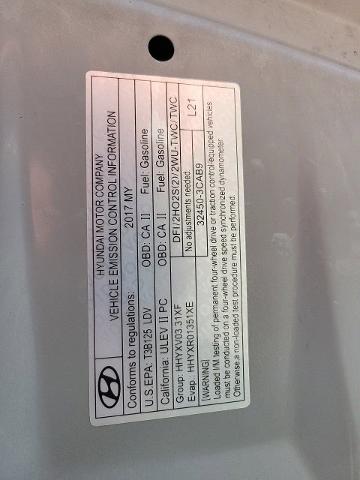 HYUNDAI MOTOR COMPANY
VEHICLE EMISSION CONTROL INFORMATION
Conforms to regulations: 2017 MY
U.S.EPA: T3B125 LDV OBD: CA II Fuel: Gasoline
California: ULEV II PC OBD: CA II Fuel: Gasoline
Group: HHYXV03.31XF DFI/2HO2S(2)/2WU-TWC/TWC
Evap: HHYXR01351XE No adjustments needed.
32450-3CAB9 L21
[WARNING]
Loaded I/M testing of permanent four-wheel drive or traction control-equipped vehicles
must be conducted on a four-wheel drive speed synchronized dynamometer.
Otherwise, a non-loaded test procedure must be performed.